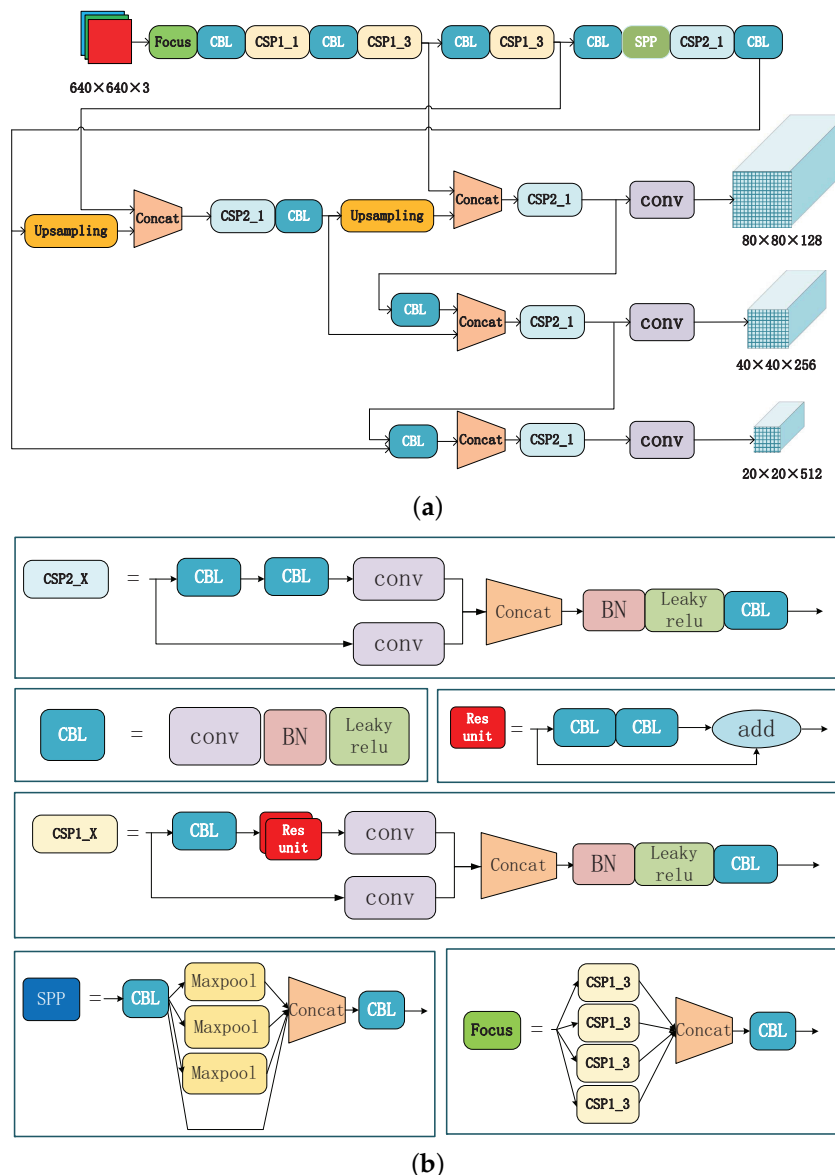 Focus CBL CSP1_1 CBL CSP1_3 CBL CSP1_3 CBL SPP CSP2_1 CBL
640×640×3
Upsampling Concat CSP2_1 CBL Upsampling Concat CSP2_1 conv
80×80×128
CBL Concat CSP2_1 conv
40×40×256
CBL Concat CSP2_1 conv
20×20×512
(a)
CSP2_X = CBL CBL conv
conv
Concat BN Leaky relu CBL
CBL = conv BN Leaky relu
Res unit = CBL CBL add
CSP1_X = CBL Res unit conv
conv
Concat BN Leaky relu CBL
SPP = CBL Maxpool
Maxpool
Maxpool
Concat CBL
Focus = CSP1_3
CSP1_3
CSP1_3
CSP1_3
Concat CBL
(b)